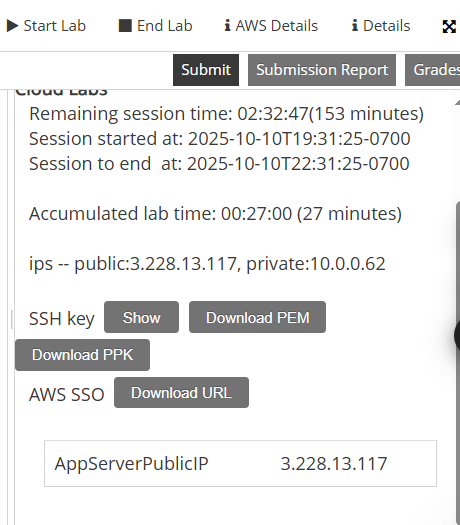 Start Lab End Lab AWS Details Details
Submit Submission Report Grades
Cloud Labs
Remaining session time: 02:32:47(153 minutes)
Session started at: 2025-10-10T19:31:25-0700
Session to end  at: 2025-10-10T22:31:25-0700
Accumulated lab time: 00:27:00 (27 minutes)
ips -- public:3.228.13.117, private:10.0.0.62
SSH key Show Download PEM
Download PPK
AWS SSO Download URL
AppServerPublicIP 3.228.13.117